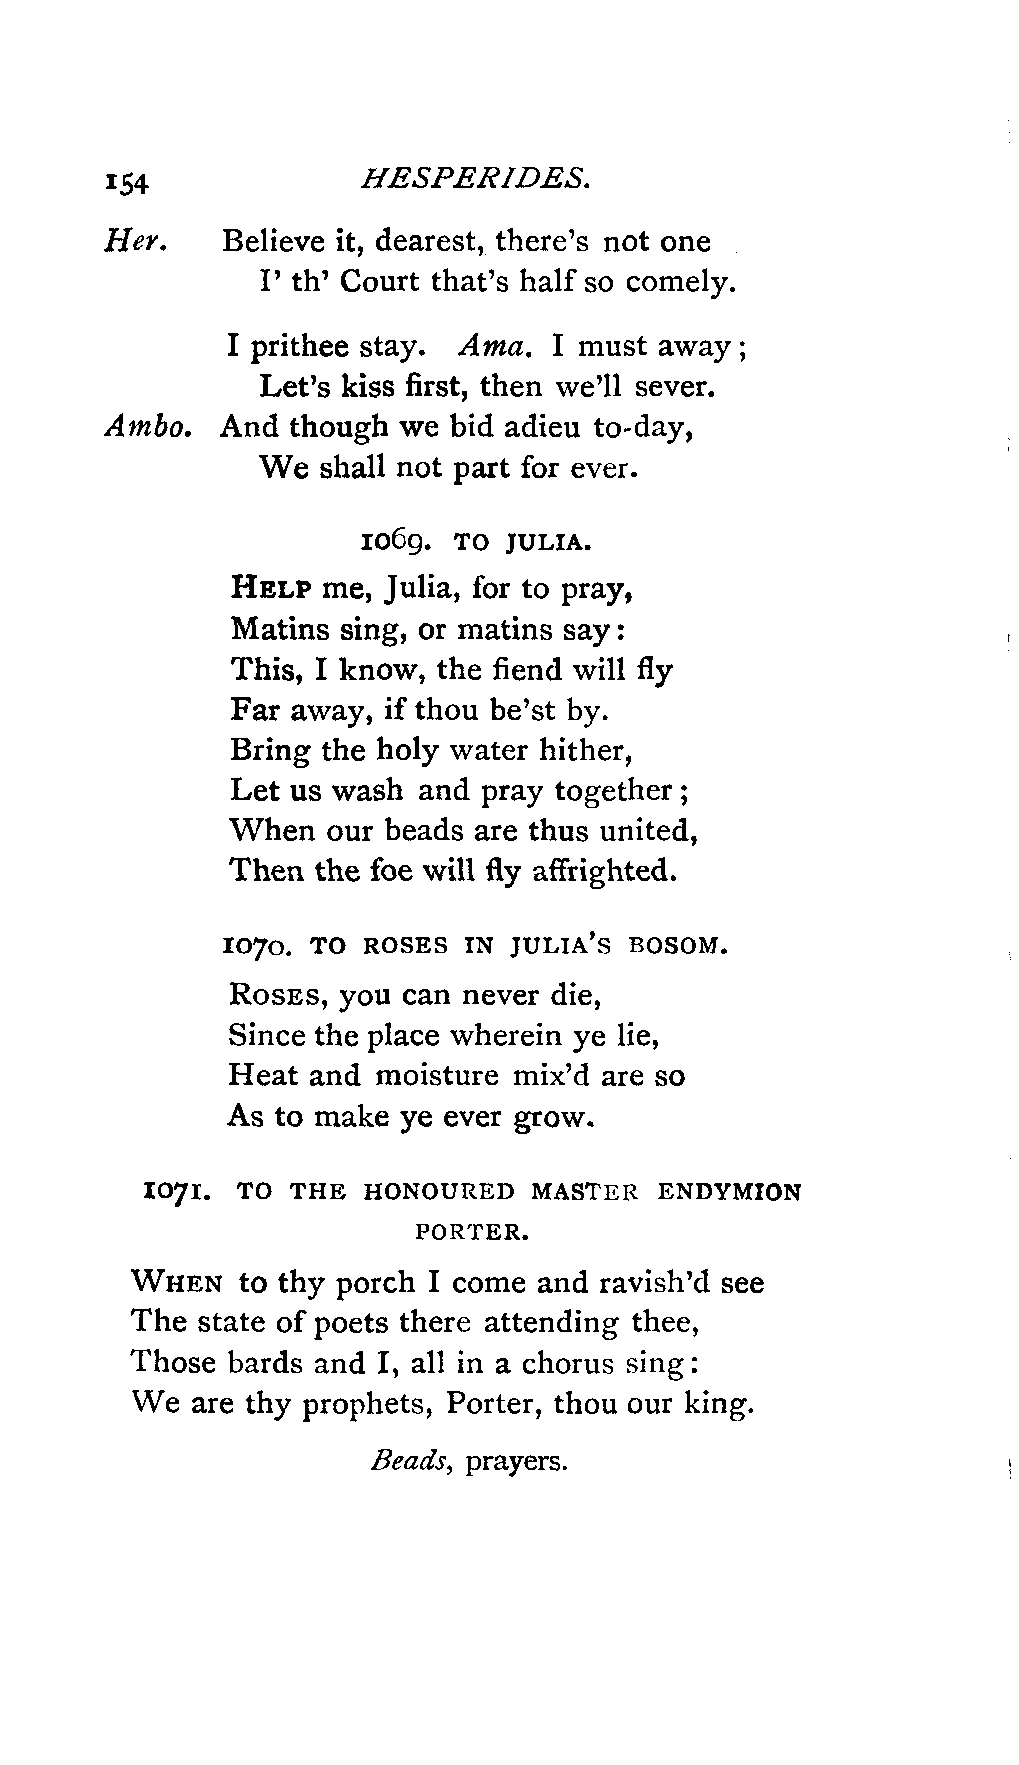 154 HESPERIDES.
Her. Believe it, dearest, there's not one
I' th' Court that's half so comely.
I prithee stay. Ama. I must away;
Let's kiss first, then we'll sever.
Ambo. And though we bid adieu to-day,
We shall not part for ever.
1069. TO JULIA.
HELP me, Julia, for to pray,
Matins sing, or matins say:
This, I know, the fiend will fly
Far away, if thou be'st by.
Bring the holy water hither,
Let us wash and pray together;
When our beads are thus united,
Then the foe will fly affrighted.
1070. TO ROSES IN JULIA'S BOSOM.
ROSES, you can never die,
Since the place wherein ye lie,
Heat and moisture mix'd are so
As to make ye ever grow.
1071. TO THE HONOURED MASTER ENDYMION
PORTER.
WHEN to thy porch I come and ravish'd see
The state of poets there attending thee,
Those bards and I, all in a chorus sing:
We are thy prophets, Porter, thou our king.
Beads, prayers.